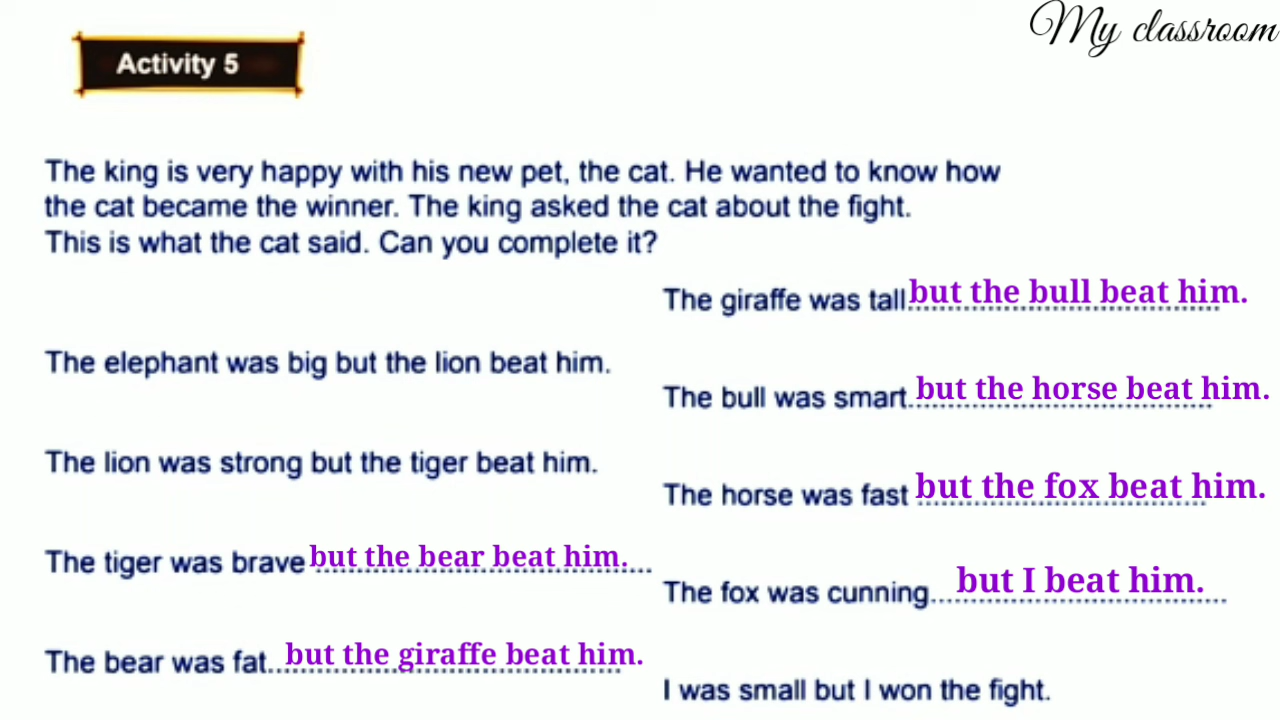 My classroom
Activity 5
The king is very happy with his new pet, the cat. He wanted to know how
the cat became the winner. The king asked the cat about the fight.
This is what the cat said. Can you complete it?
The elephant was big but the lion beat him.
The lion was strong but the tiger beat him.
The tiger was brave but the bear beat him....
The bear was fat..but the giraffe beat him.
The giraffe was tall but the bull beat him.
The bull was smart.but the horse beat him.
The horse was fast but the fox beat him.
The fox was cunning....but I beat him.
I was small but I won the fight.